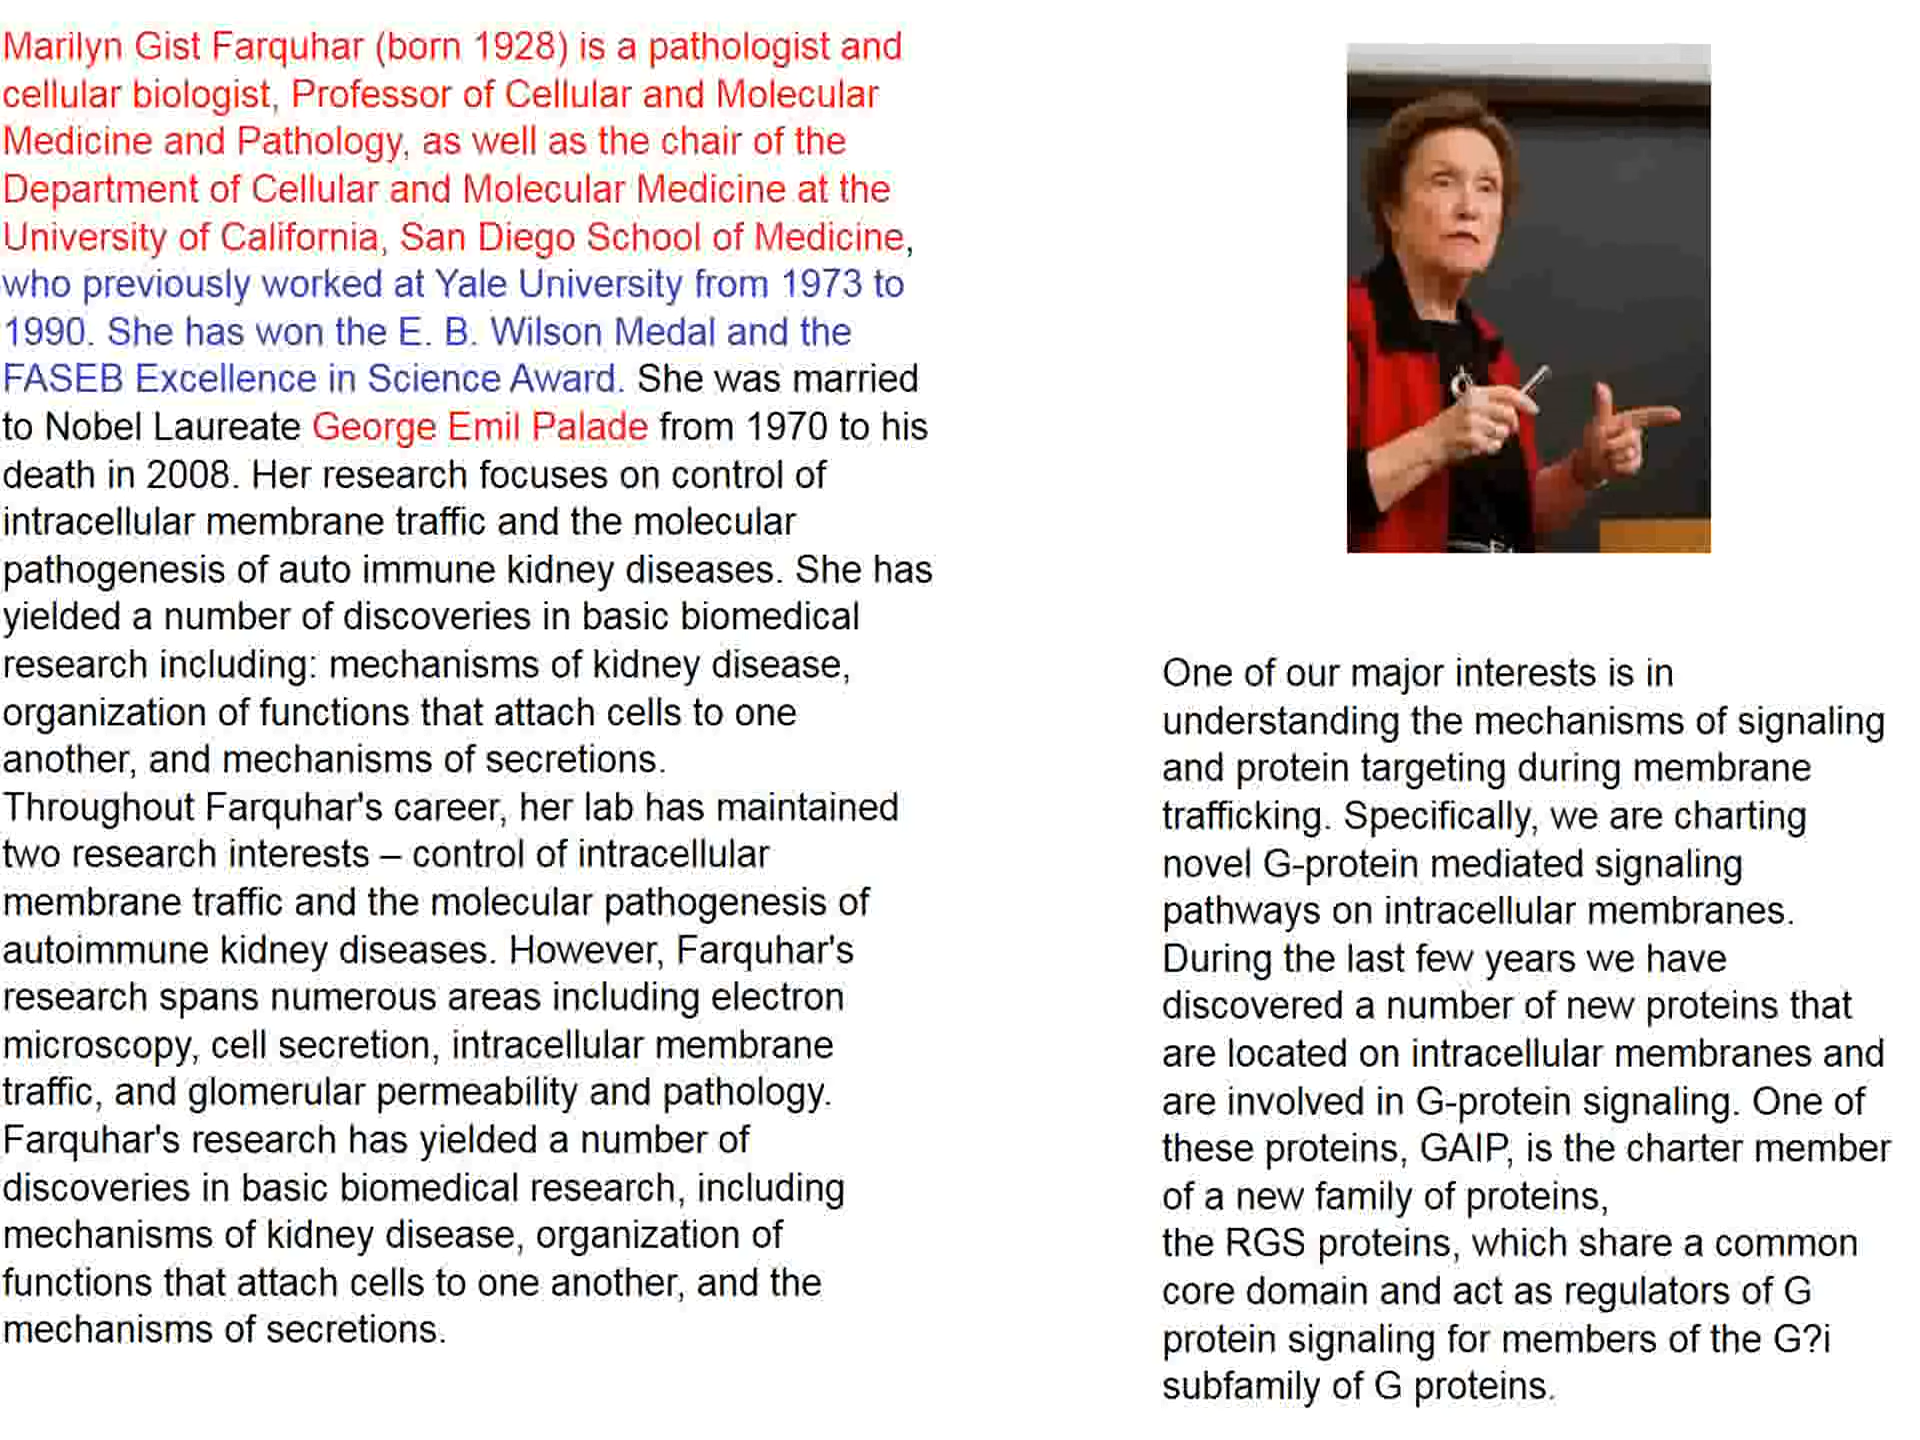 Marilyn Gist Farquhar (born 1928) is a pathologist and
cellular biologist, Professor of Cellular and Molecular
Medicine and Pathology, as well as the chair of the
Department of Cellular and Molecular Medicine at the
University of California, San Diego School of Medicine,
who previously worked at Yale University from 1973 to
1990. She has won the E. B. Wilson Medal and the
FASEB Excellence in Science Award. She was married
to Nobel Laureate George Emil Palade from 1970 to his
death in 2008. Her research focuses on control of
intracellular membrane traffic and the molecular
pathogenesis of auto immune kidney diseases. She has
yielded a number of discoveries in basic biomedical
research including: mechanisms of kidney disease,
organization of functions that attach cells to one
another, and mechanisms of secretions.
Throughout Farquhar's career, her lab has maintained
two research interests – control of intracellular
membrane traffic and the molecular pathogenesis of
autoimmune kidney diseases. However, Farquhar's
research spans numerous areas including electron
microscopy, cell secretion, intracellular membrane
traffic, and glomerular permeability and pathology.
Farquhar's research has yielded a number of
discoveries in basic biomedical research, including
mechanisms of kidney disease, organization of
functions that attach cells to one another, and the
mechanisms of secretions.
One of our major interests is in
understanding the mechanisms of signaling
and protein targeting during membrane
trafficking. Specifically, we are charting
novel G-protein mediated signaling
pathways on intracellular membranes.
During the last few years we have
discovered a number of new proteins that
are located on intracellular membranes and
are involved in G-protein signaling. One of
these proteins, GAIP, is the charter member
of a new family of proteins,
the RGS proteins, which share a common
core domain and act as regulators of G
protein signaling for members of the G?i
subfamily of G proteins.